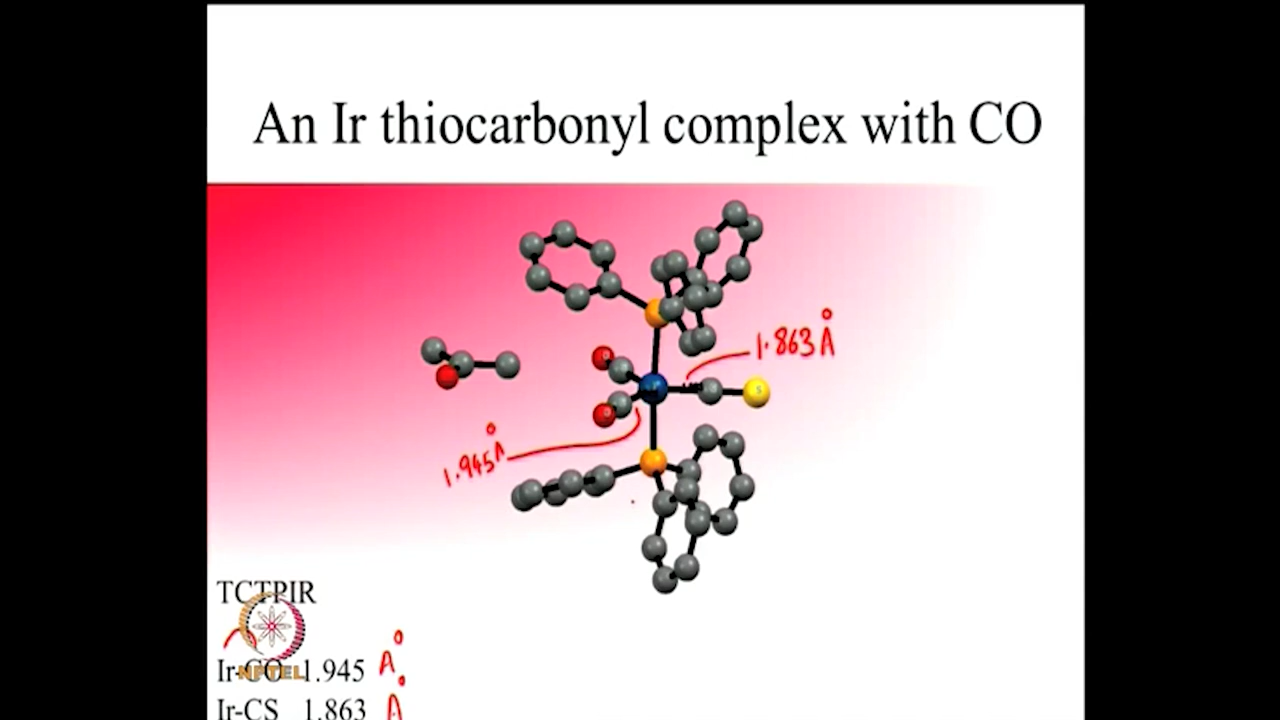 An Ir thiocarbonyl complex with CO
1.863 Å
S
1.945 Å
TCTPIR
Ir-CO 1.945 Å
NPTEL
Ir-CS 1.863 Å